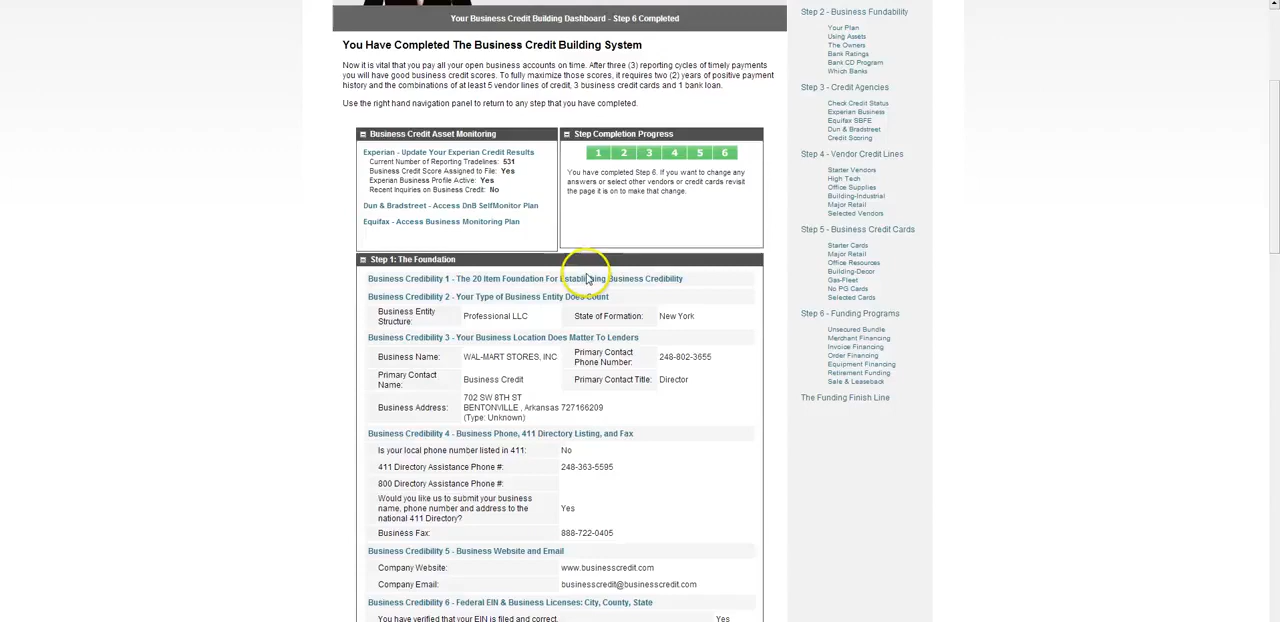 Your Business Credit Building Dashboard - Step 6 Completed
You Have Completed The Business Credit Building System
Now it is vital that you pay all your open business accounts on time. After three (3) reporting cycles of timely payments
you will have good business credit scores. To fully maximize those scores, it requires two (2) years of positive payment
history and the combinations of at least 5 vendor lines of credit, 3 business credit cards and 1 bank loan.
Use the right hand navigation panel to return to any step that you have completed.
Business Credit Asset Monitoring
Experian - Update Your Experian Credit Results
Current Number of Reporting Tradelines: 531
Business Credit Score Assigned to File: Yes
Experian Business Profile Active: Yes
Recent Inquiries on Business Credit: No
Dun & Bradstreet - Access DnB SelfMonitor Plan
Equifax - Access Business Monitoring Plan
Step Completion Progress
1 2 3 4 5 6
You have completed Step 6. If you want to change any
answers or select other vendors or credit cards revisit
the page it is on to make that change.
Step 1: The Foundation
Business Credibility 1 - The 20 Item Foundation For Establishing Business Credibility
Business Credibility 2 - Your Type of Business Entity Does Count
Business Entity
Structure:
Professional LLC
State of Formation:
New York
Business Credibility 3 - Your Business Location Does Matter To Lenders
Business Name:
WAL-MART STORES, INC
Primary Contact
Phone Number:
248-802-3655
Primary Contact
Name:
Business Credit
Primary Contact Title:
Director
Business Address:
702 SW 8TH ST
BENTONVILLE , Arkansas 727166209
(Type: Unknown)
Business Credibility 4 - Business Phone, 411 Directory Listing, and Fax
Is your local phone number listed in 411:
No
411 Directory Assistance Phone #:
248-363-5595
800 Directory Assistance Phone #:
Would you like us to submit your business
name, phone number and address to the
national 411 Directory?
Yes
Business Fax:
888-722-0405
Business Credibility 5 - Business Website and Email
Company Website:
www.businesscredit.com
Company Email:
businesscredit@businesscredit.com
Business Credibility 6 - Federal EIN & Business Licenses: City, County, State
You have verified that your EIN is filed and correct.
Yes
Step 2 - Business Fundability
Your Plan
Using Assets
The Owners
Bank Ratings
Bank CD Program
Which Banks
Step 3 - Credit Agencies
Check Credit Status
Experian Business
Equifax SBFE
Dun & Bradstreet
Credit Scoring
Step 4 - Vendor Credit Lines
Starter Vendors
High Tech
Office Supplies
Building-Industrial
Major Retail
Selected Vendors
Step 5 - Business Credit Cards
Starter Cards
Major Retail
Office Resources
Building-Decor
Gas-Fleet
No PG Cards
Selected Cards
Step 6 - Funding Programs
Unsecured Bundle
Merchant Financing
Invoice Financing
Order Financing
Equipment Financing
Retirement Funding
Sale & Leaseback
The Funding Finish Line